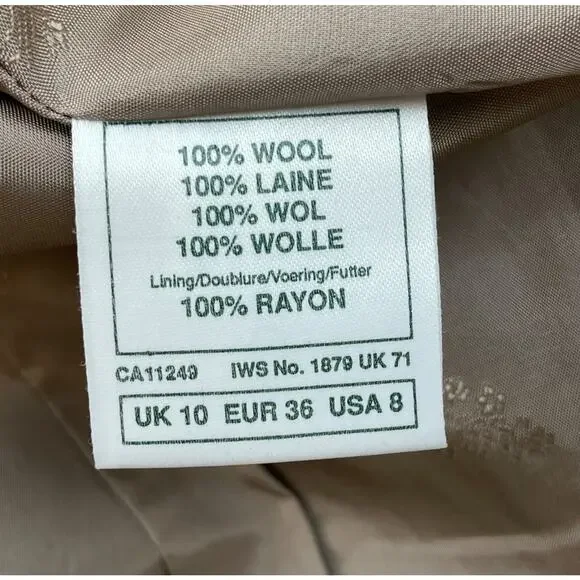 100% WOOL
100% LAINE
100% WOL
100% WOLLE
Lining/Doublure/Voering/Futter
100% RAYON
CA11249 IWS No. 1879 UK 71
UK 10 EUR 36 USA 8